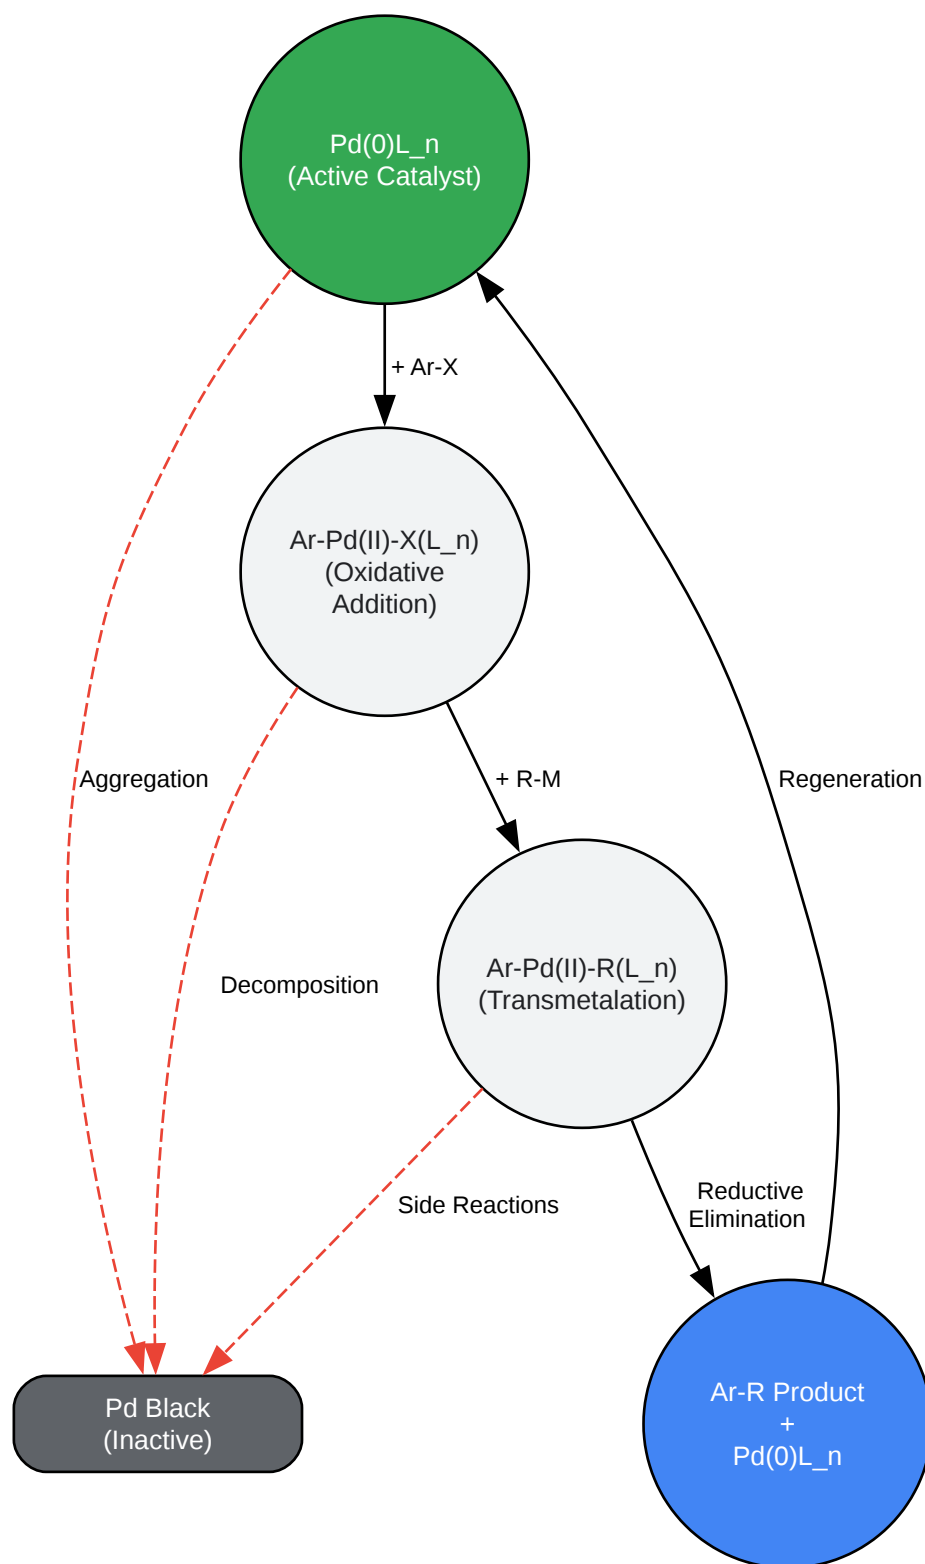 Pd(0)L_n
(Active Catalyst)
+ Ar-X
Ar-Pd(II)-X(L_n)
(Oxidative
Addition)
Aggregation
+ R-M
Regeneration
Ar-Pd(II)-R(L_n)
(Transmetalation)
Decomposition
Side Reactions
Reductive
Elimination
Pd Black
(Inactive)
Ar-R Product
+
Pd(0)L_n